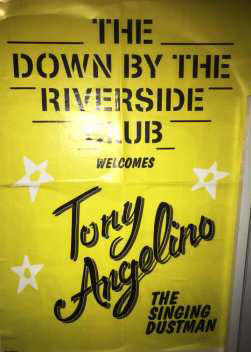 THE
DOWN BY THE
RIVERSIDE
CLUB
WELCOMES
Tony
Angelino
THE
SINGING
DUSTMAN